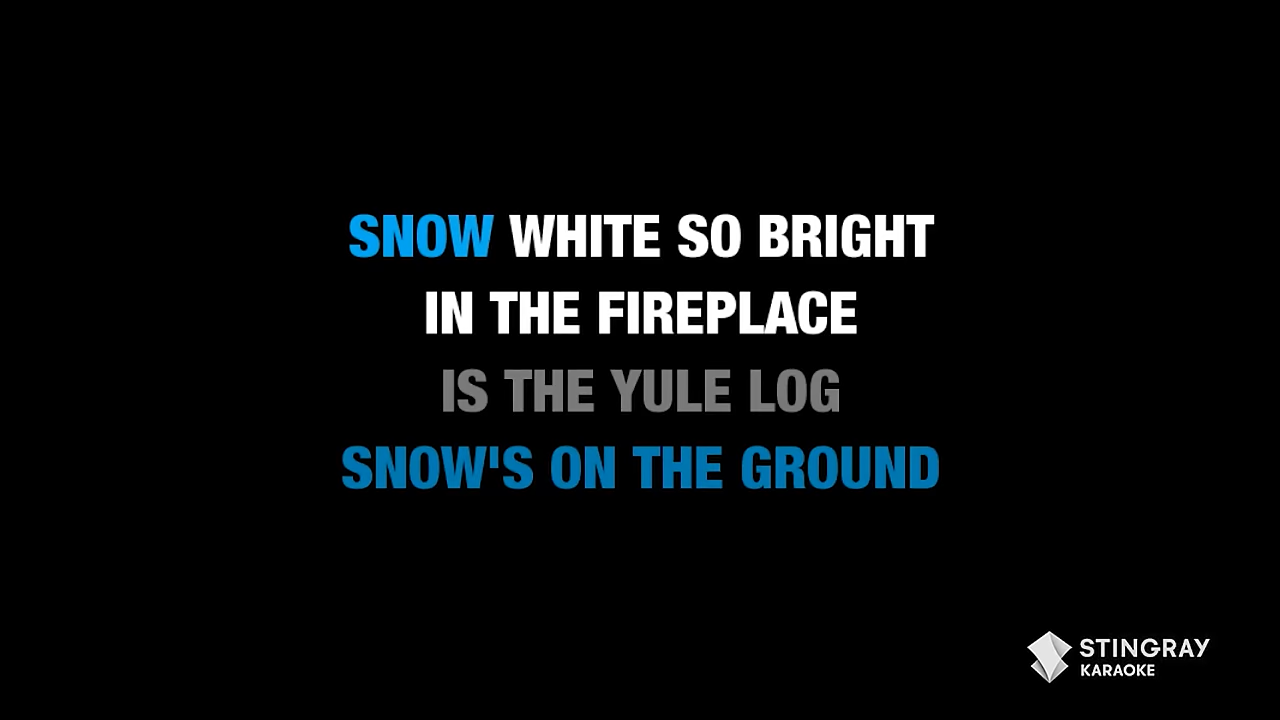 SNOW WHITE SO BRIGHT
IN THE FIREPLACE
IS THE YULE LOG
SNOW'S ON THE GROUND
STINGRAY
KARAOKE